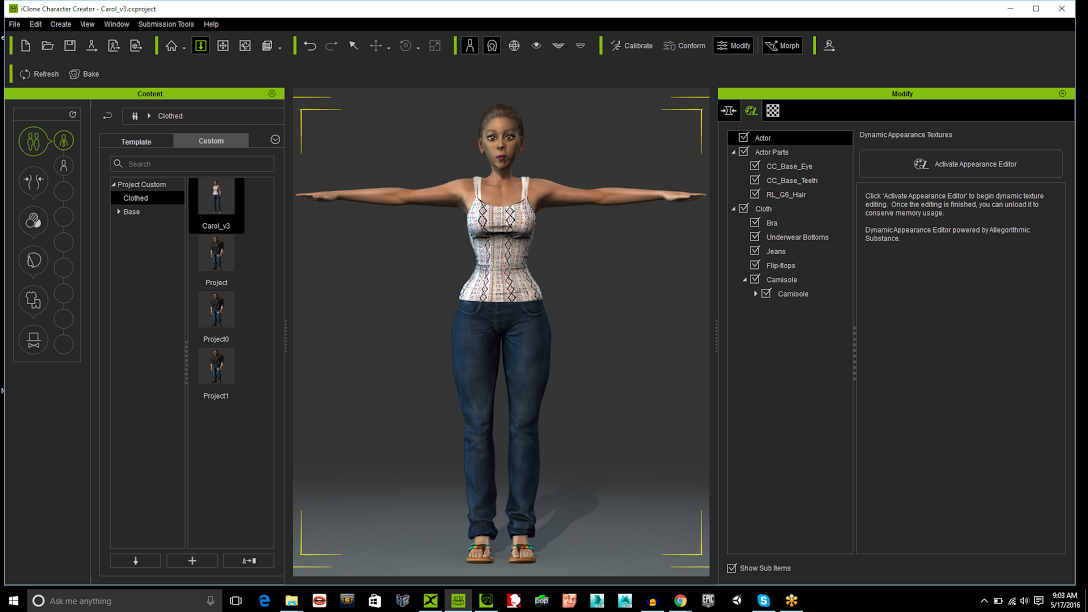 iClone Character Creator - Carol_v3.ccproject
File Edit Create View Window Submission Tools Help
Calibrate Conform Modify Morph
Refresh Bake
Content
Clothed
Template Custom
Search
Project Custom
Clothed
Base
Carol_v3
Project
Project0
Project1
Modify
Actor
Actor Parts
CC_Base_Eye
CC_Base_Teeth
RL_G6_Hair
Cloth
Bra
Underwear Bottoms
Jeans
Flip-flops
Camisole
Camisole
Show Sub Items
Dynamic Appearance Textures
Activate Appearance Editor
Click 'Activate Appearance Editor' to begin dynamic texture
editing. Once the editing is finished, you can unload it to
conserve memory usage.
Dynamic Appearance Editor powered by Allegorithmic
Substance.
Ask me anything
pop
EPIC
9:03 AM
5/17/2016